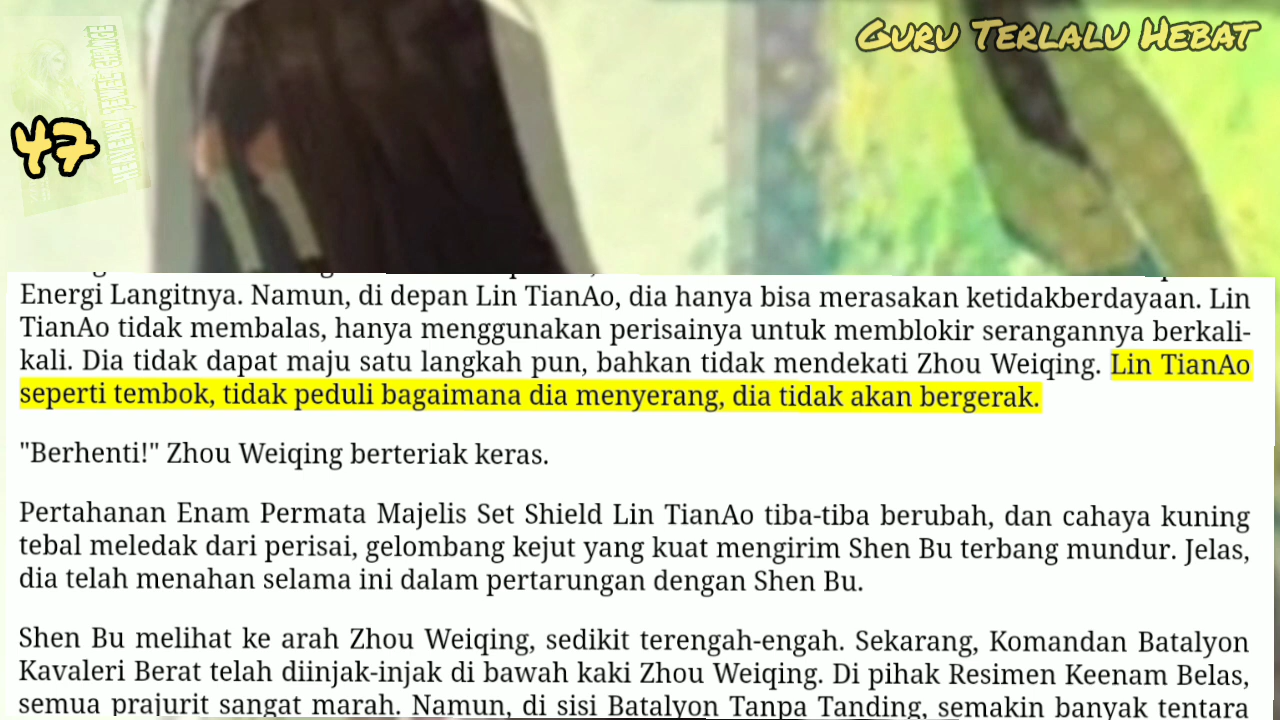 Guru Terlalu Hebat
47
HEAVENLY JEWEL CHANGE
Energi Langitnya. Namun, di depan Lin TianAo, dia hanya bisa merasakan ketidakberdayaan. Lin
TianAo tidak membalas, hanya menggunakan perisainya untuk memblokir serangannya berkali-
kali. Dia tidak dapat maju satu langkah pun, bahkan tidak mendekati Zhou Weiqing. Lin TianAo
seperti tembok, tidak peduli bagaimana dia menyerang, dia tidak akan bergerak.
"Berhenti!" Zhou Weiqing berteriak keras.
Pertahanan Enam Permata Majelis Set Shield Lin TianAo tiba-tiba berubah, dan cahaya kuning
tebal meledak dari perisai, gelombang kejut yang kuat mengirim Shen Bu terbang mundur. Jelas,
dia telah menahan selama ini dalam pertarungan dengan Shen Bu.
Shen Bu melihat ke arah Zhou Weiqing, sedikit terengah-engah. Sekarang, Komandan Batalyon
Kavaleri Berat telah diinjak-injak di bawah kaki Zhou Weiqing. Di pihak Resimen Keenam Belas,
semua prajurit sangat marah. Namun, di sisi Batalyon Tanpa Tanding, semakin banyak tentara